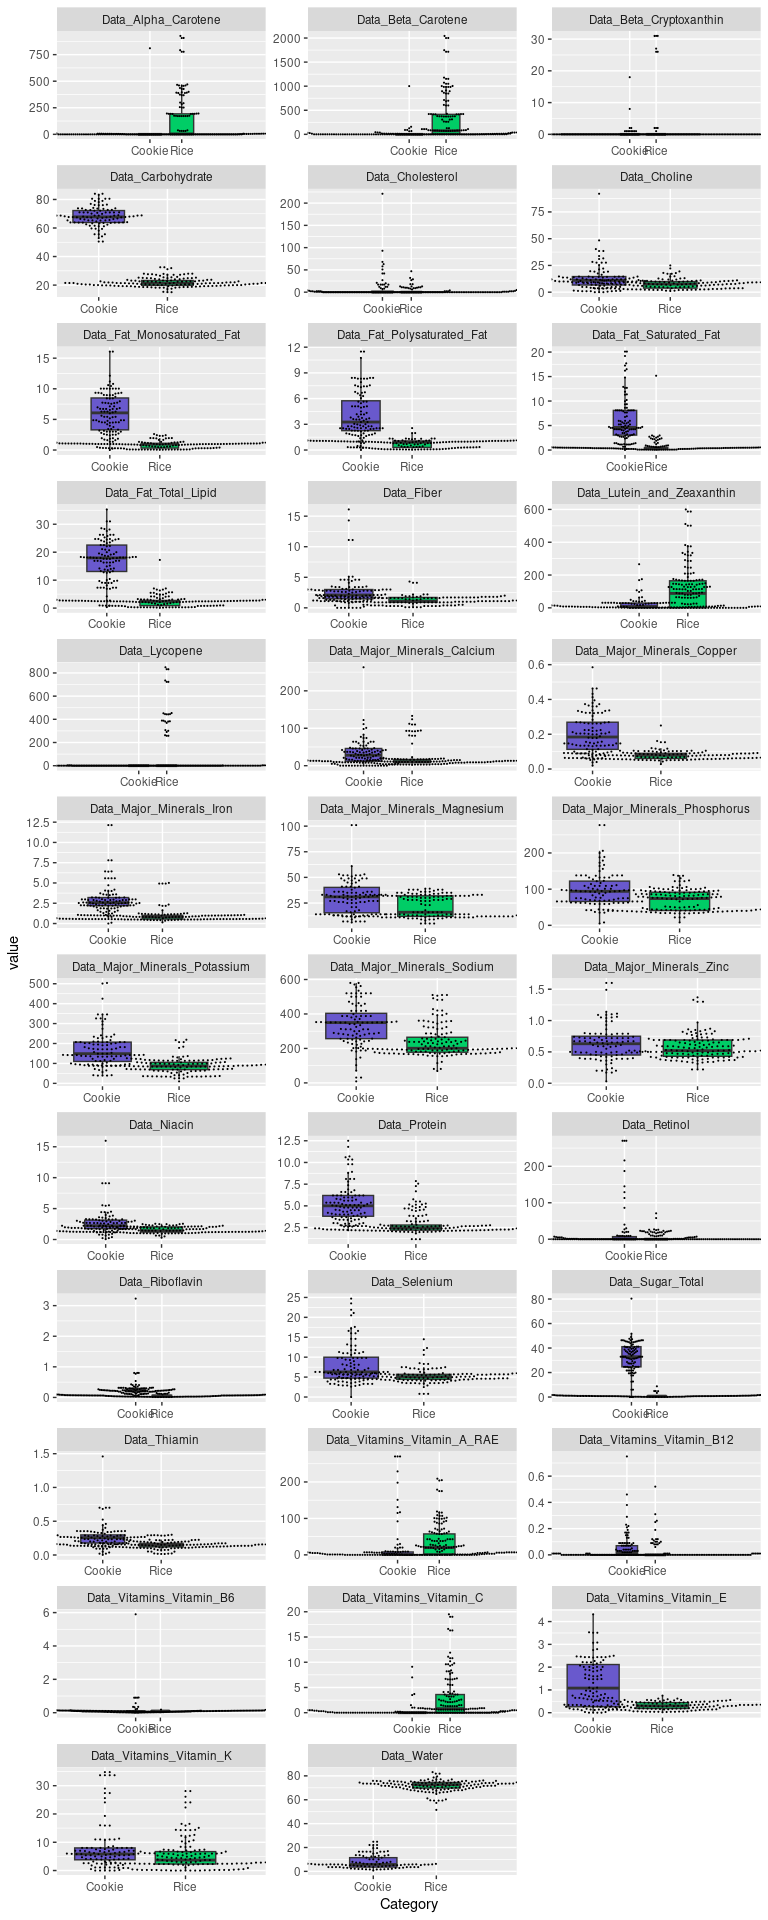 Data_Alpha_Carotene Data_Beta_Carotene Data_Beta_Cryptoxanthin
750 500 250 0 2000 1500 1000 500 0 30 20 10 0
Cookie Rice Cookie Rice Cookie Rice
Data_Carbohydrate Data_Cholesterol Data_Choline
80 60 40 20 200 150 100 50 0 75 50 25 0
Cookie Rice Cookie Rice Cookie Rice
Data_Fat_Monosaturated_Fat Data_Fat_Polysaturated_Fat Data_Fat_Saturated_Fat
15 10 5 0 12 9 6 3 0 20 15 10 5 0
Cookie Rice Cookie Rice Cookie Rice
Data_Fat_Total_Lipid Data_Fiber Data_Lutein_and_Zeaxanthin
30 20 10 0 15 10 5 0 600 400 200 0
Cookie Rice Cookie Rice Cookie Rice
Data_Lycopene Data_Major_Minerals_Calcium Data_Major_Minerals_Copper
800 600 400 200 0 200 100 0 0.6 0.4 0.2 0.0
Cookie Rice Cookie Rice Cookie Rice
Data_Major_Minerals_Iron Data_Major_Minerals_Magnesium Data_Major_Minerals_Phosphorus
12.5 10.0 7.5 5.0 2.5 0.0 100 75 50 25 200 100 0
Cookie Rice Cookie Rice Cookie Rice
value
Data_Major_Minerals_Potassium Data_Major_Minerals_Sodium Data_Major_Minerals_Zinc
500 400 300 200 100 0 600 400 200 0 1.5 1.0 0.5 0.0
Cookie Rice Cookie Rice Cookie Rice
Data_Niacin Data_Protein Data_Retinol
15 10 5 0 12.5 10.0 7.5 5.0 2.5 200 100 0
Cookie Rice Cookie Rice Cookie Rice
Data_Riboflavin Data_Selenium Data_Sugar_Total
3 2 1 0 25 20 15 10 5 0 80 60 40 20 0
Cookie Rice Cookie Rice Cookie Rice
Data_Thiamin Data_Vitamins_Vitamin_A_RAE Data_Vitamins_Vitamin_B12
1.5 1.0 0.5 0.0 200 100 0 0.6 0.4 0.2 0.0
Cookie Rice Cookie Rice Cookie Rice
Data_Vitamins_Vitamin_B6 Data_Vitamins_Vitamin_C Data_Vitamins_Vitamin_E
6 4 2 0 20 15 10 5 0 4 3 2 1 0
Cookie Rice Cookie Rice Cookie Rice
Data_Vitamins_Vitamin_K Data_Water
30 20 10 0 80 60 40 20 0
Cookie Rice Cookie Rice
Category